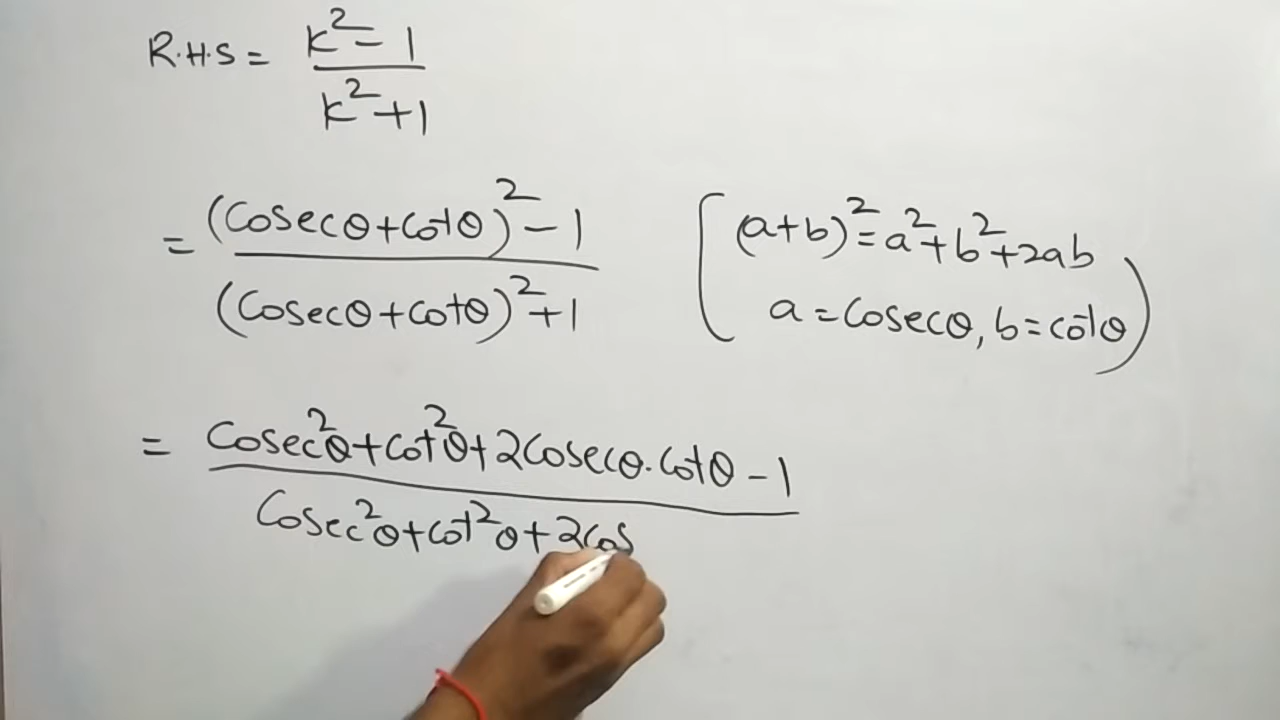 R.H.S = k²-1
k²+1
= (Cosecθ+Cotθ)²-1
(Cosecθ+Cotθ)²+1
(a+b)²=a²+b²+2ab
a=Cosecθ, b=cotθ
= Cosec²θ+Cot²θ+2Cosecθ.Cotθ-1
Cosec²θ+Cot²θ+2Cos